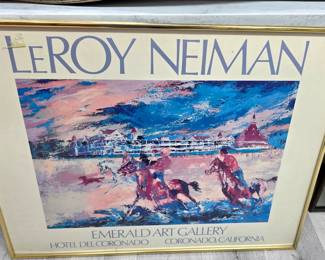 LeROY NEIMAN
EMERALD ART GALLERY
HOTEL DEL CORONADO CORONADO, CALIFORNIA